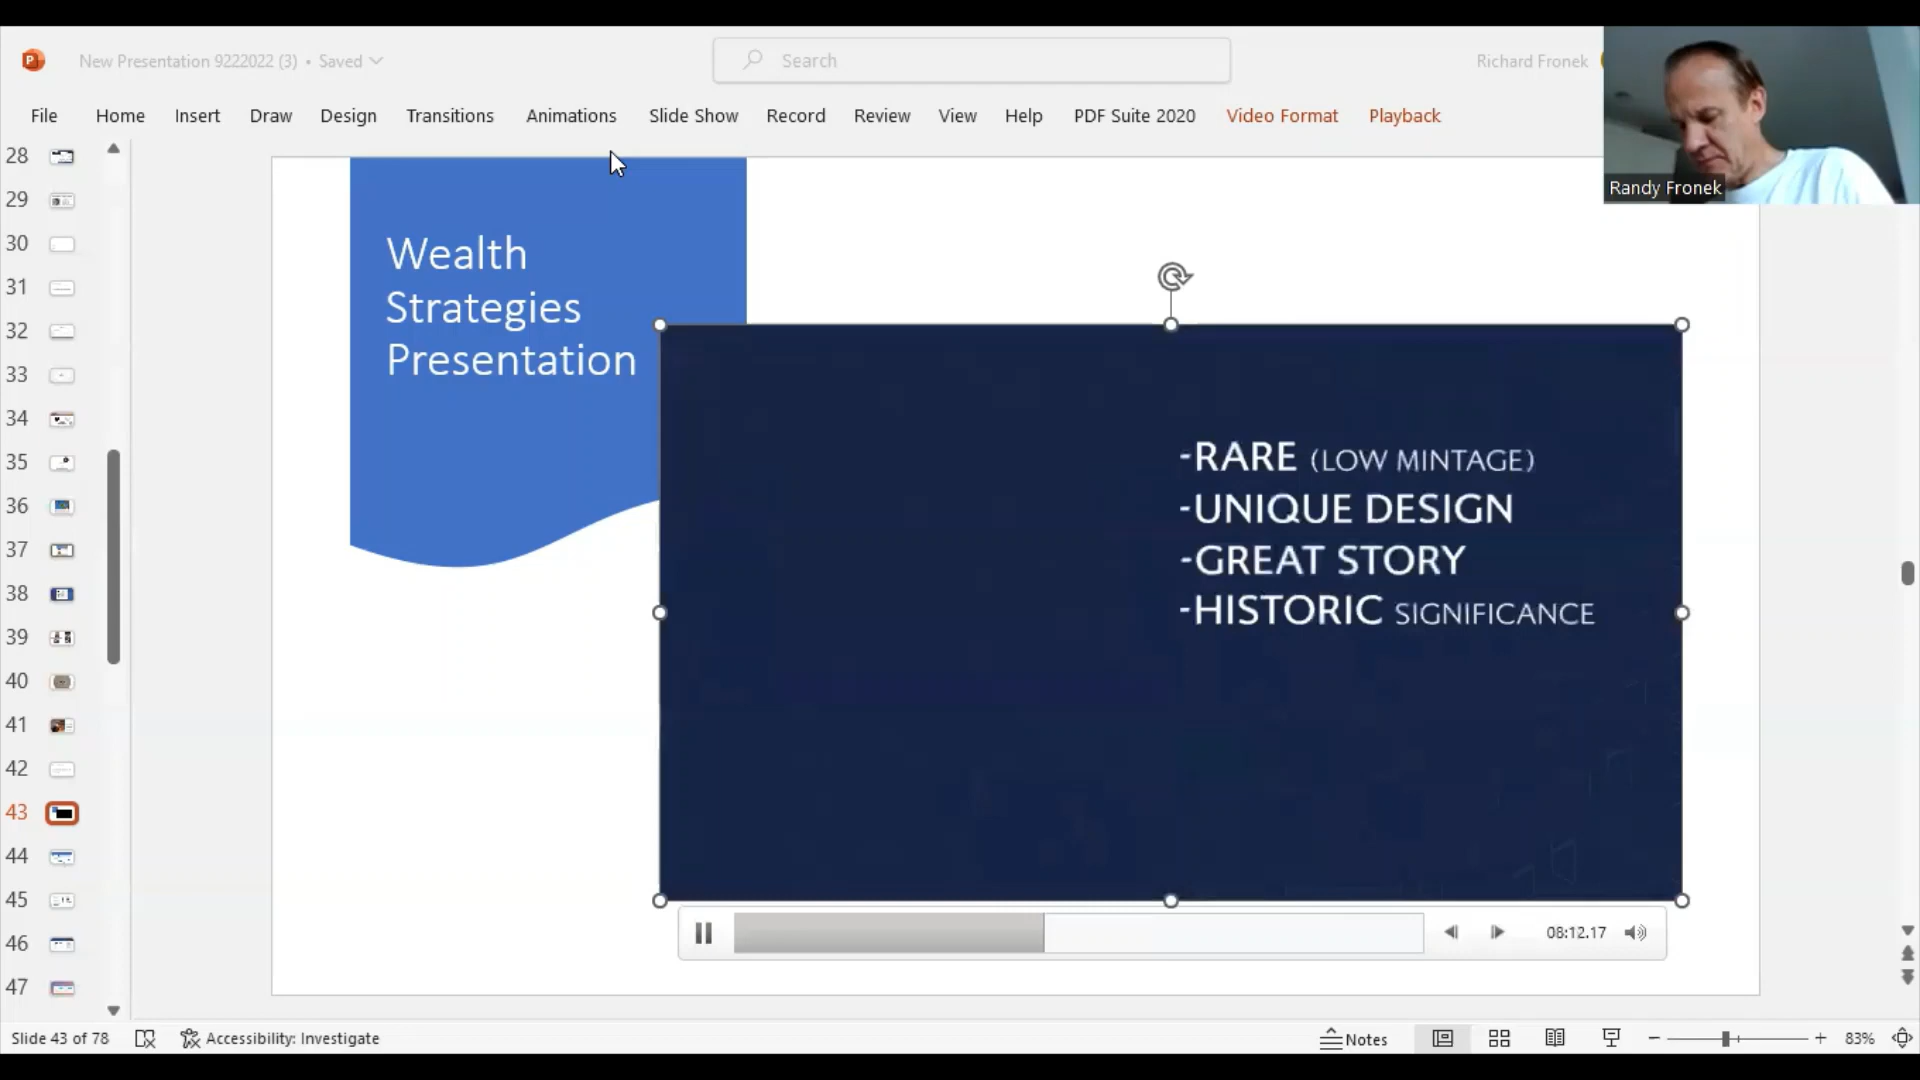 New Presentation 9222022 (3) • Saved
Search
Richard Fronek
File Home Insert Draw Design Transitions Animations Slide Show Record Review View Help PDF Suite 2020 Video Format Playback
Randy Fronek
28
29
30
31
32
33
34
35
36
37
38
39
40
41
42
43
44
45
46
47
Wealth
Strategies
Presentation
-RARE (LOW MINTAGE)
-UNIQUE DESIGN
-GREAT STORY
-HISTORIC SIGNIFICANCE
08:12.17
Slide 43 of 78 Accessibility: Investigate Notes 83%